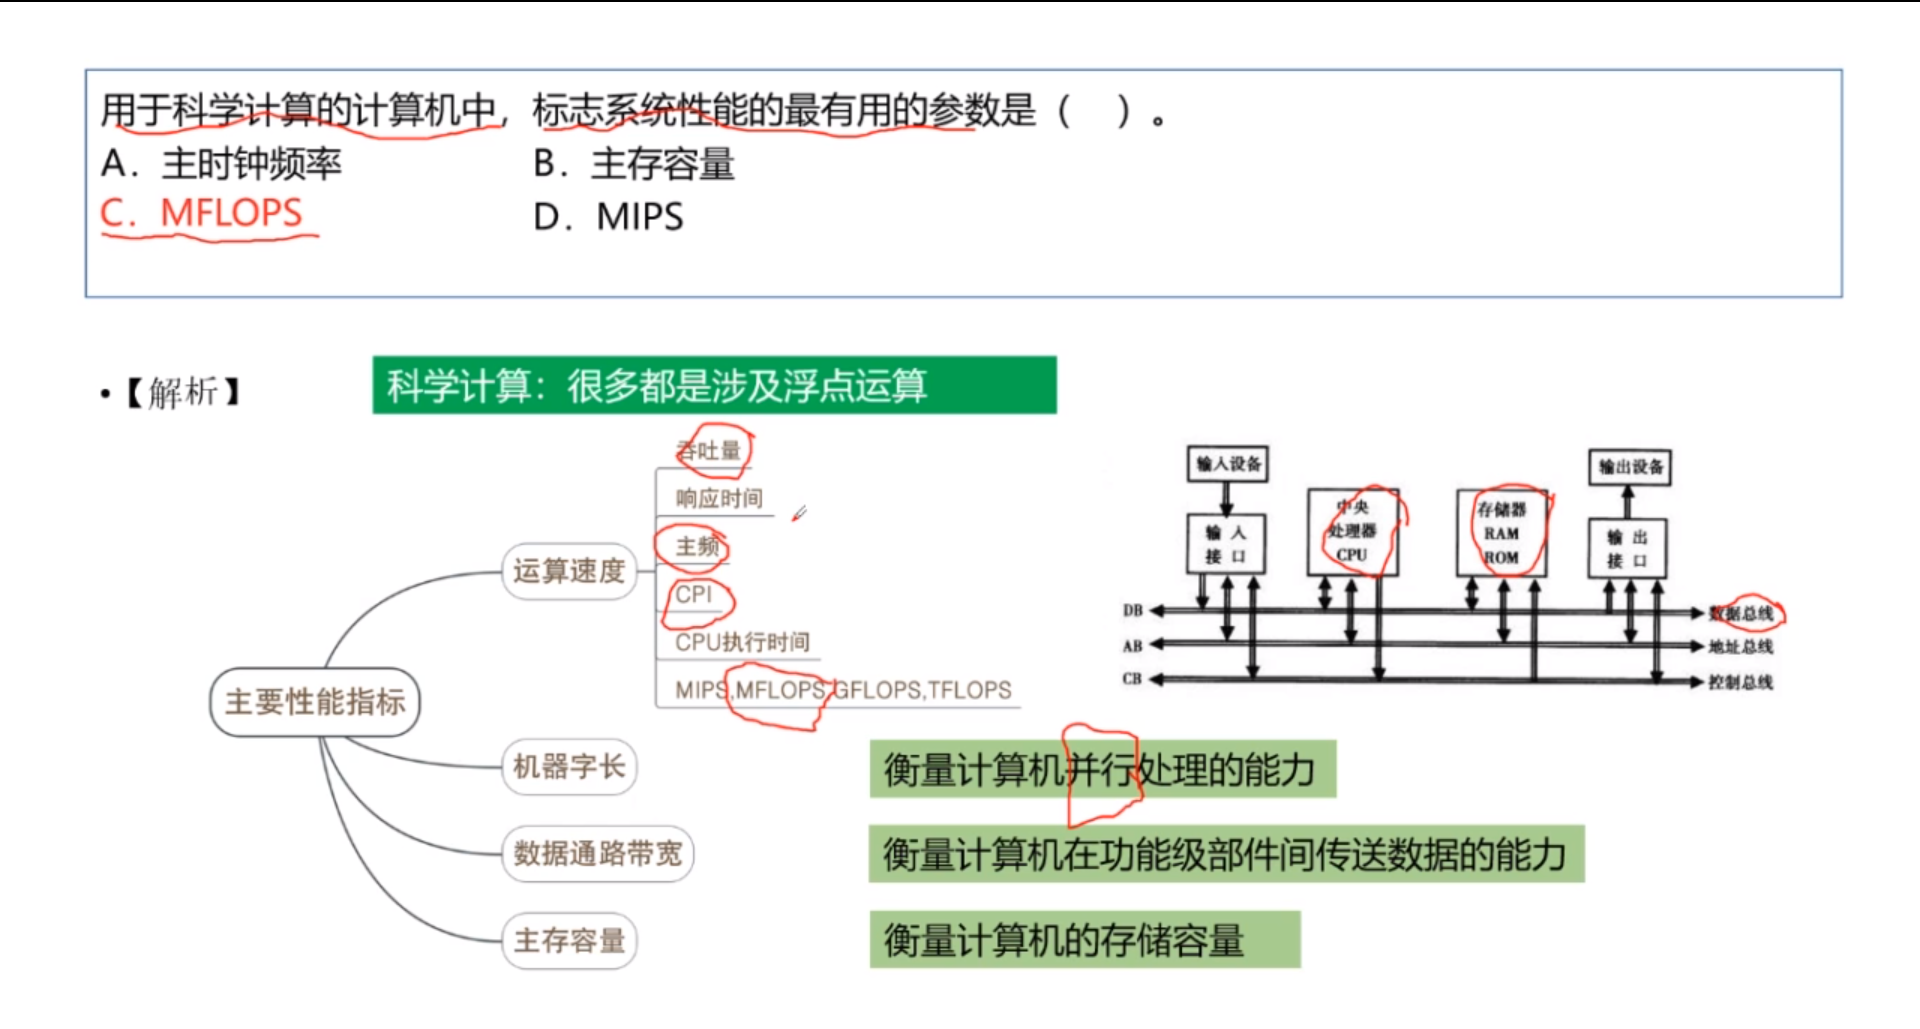 用于科学计算的计算机中，标志系统性能的最有用的参数是（ ）。
A．主时钟频率 B．主存容量
C．MFLOPS D．MIPS
•【解析】
科学计算：很多都是涉及浮点运算
吞吐量
响应时间
主频
CPI
CPU执行时间
MIPS,MFLOPS,GFLOPS,TFLOPS
运算速度
主要性能指标
机器字长
数据通路带宽
主存容量
衡量计算机并行处理的能力
衡量计算机在功能级部件间传送数据的能力
衡量计算机的存储容量
输入设备
输出设备
输 入
接 口
中央
处理器
CPU
存储器
RAM
ROM
输 出
接 口
DB
数据总线
AB
地址总线
CB
控制总线